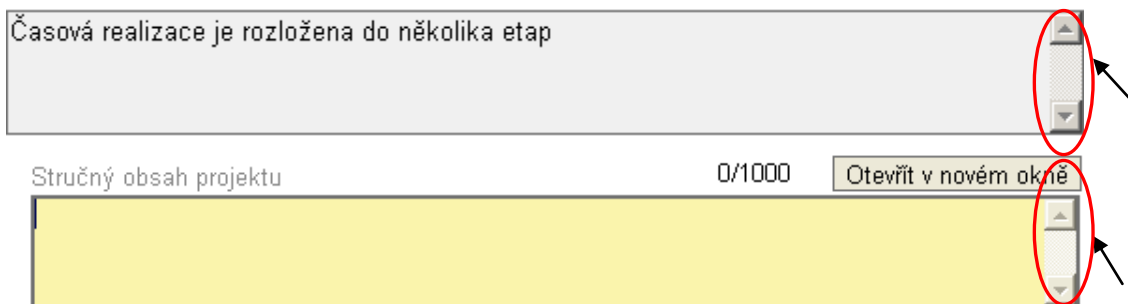 Časová realizace je rozložena do několika etap
Stručný obsah projektu 0/1000 Otevřít v novém okně